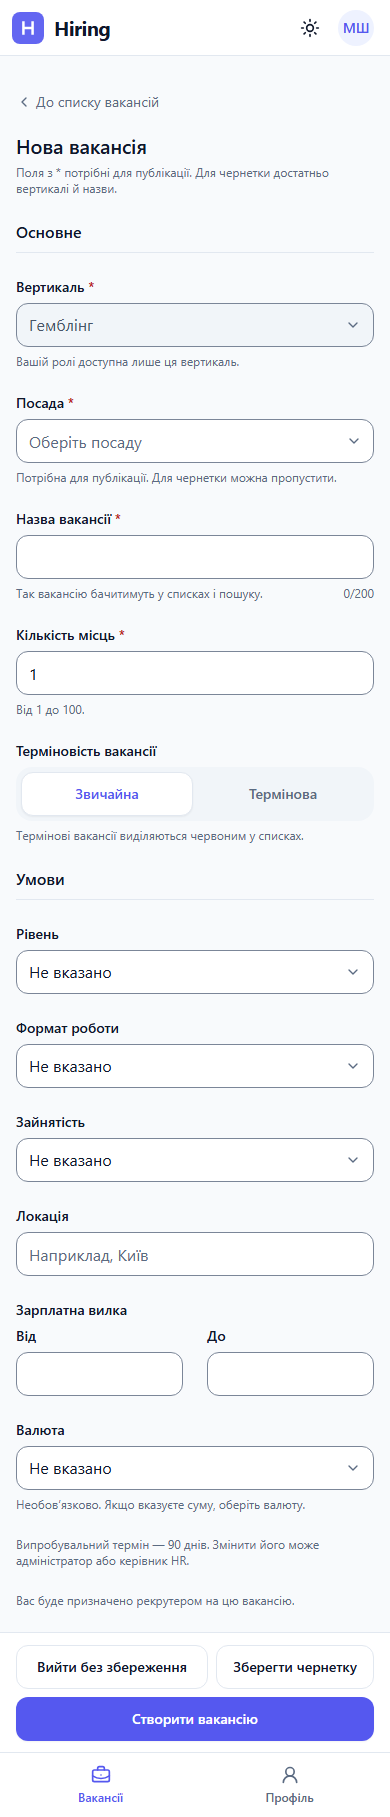 H Hiring МШ
До списку вакансій
Нова вакансія
Поля з * потрібні для публікації. Для чернетки достатньо
вертикалі й назви.
Основне
Вертикаль *
Гемблінг
Вашій ролі доступна лише ця вертикаль.
Посада *
Оберіть посаду
Потрібна для публікації. Для чернетки можна пропустити.
Назва вакансії *
Так вакансію бачитимуть у списках і пошуку. 0/200
Кількість місць *
1
Від 1 до 100.
Терміновість вакансії
Звичайна Термінова
Термінові вакансії виділяються червоним у списках.
Умови
Рівень
Не вказано
Формат роботи
Не вказано
Зайнятість
Не вказано
Локація
Наприклад, Київ
Зарплатна вилка
Від До
Валюта
Не вказано
Необов'язково. Якщо вказуєте суму, оберіть валюту.
Випробувальний термін — 90 днів. Змінити його може
адміністратор або керівник HR.
Вас буде призначено рекрутером на цю вакансію.
Вийти без збереження Зберегти чернетку
Створити вакансію
Вакансії Профіль